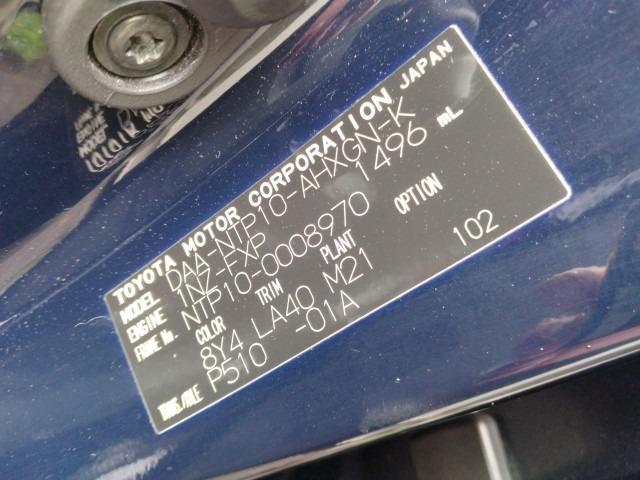 TOYOTA MOTOR CORPORATION JAPAN
MODEL DAA-NTP10-AHXGN-K
ENGINE 1NZ-FXP 1496 mL
FRAME No. NTP10-0008970
COLOR TRIM PLANT OPTION
8Y4 LA40 M21 102
TRANS./AXLE P510 -01A